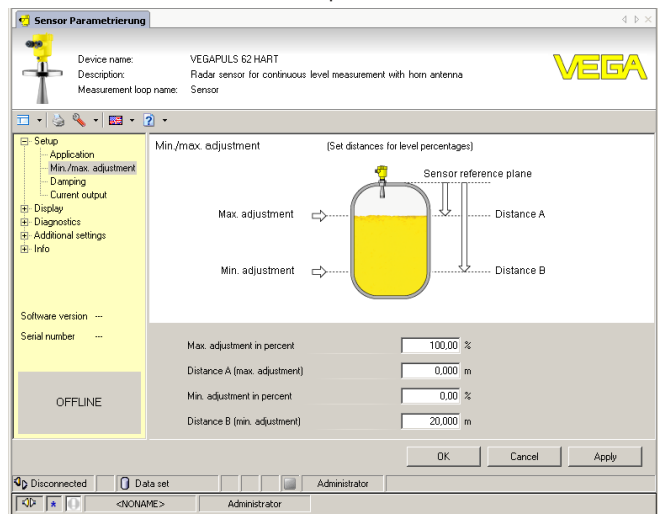 Sensor Parametrierung
Device name: VEGAPULS 62 HART
Description: Radar sensor for continuous level measurement with horn antenna
Measurement loop name: Sensor
VEGA
Setup
Application
Min./max. adjustment
Damping
Current output
Display
Diagnostics
Additional settings
Info
Software version ---
Serial number ---
OFFLINE
Min./max. adjustment (Set distances for level percentages)
Sensor reference plane
Max. adjustment Distance A
Min. adjustment Distance B
Max. adjustment in percent 100,00 %
Distance A (max. adjustment) 0,000 m
Min. adjustment in percent 0,00 %
Distance B (min. adjustment) 20,000 m
OK Cancel Apply
Disconnected Data set Administrator
<NONAME> Administrator